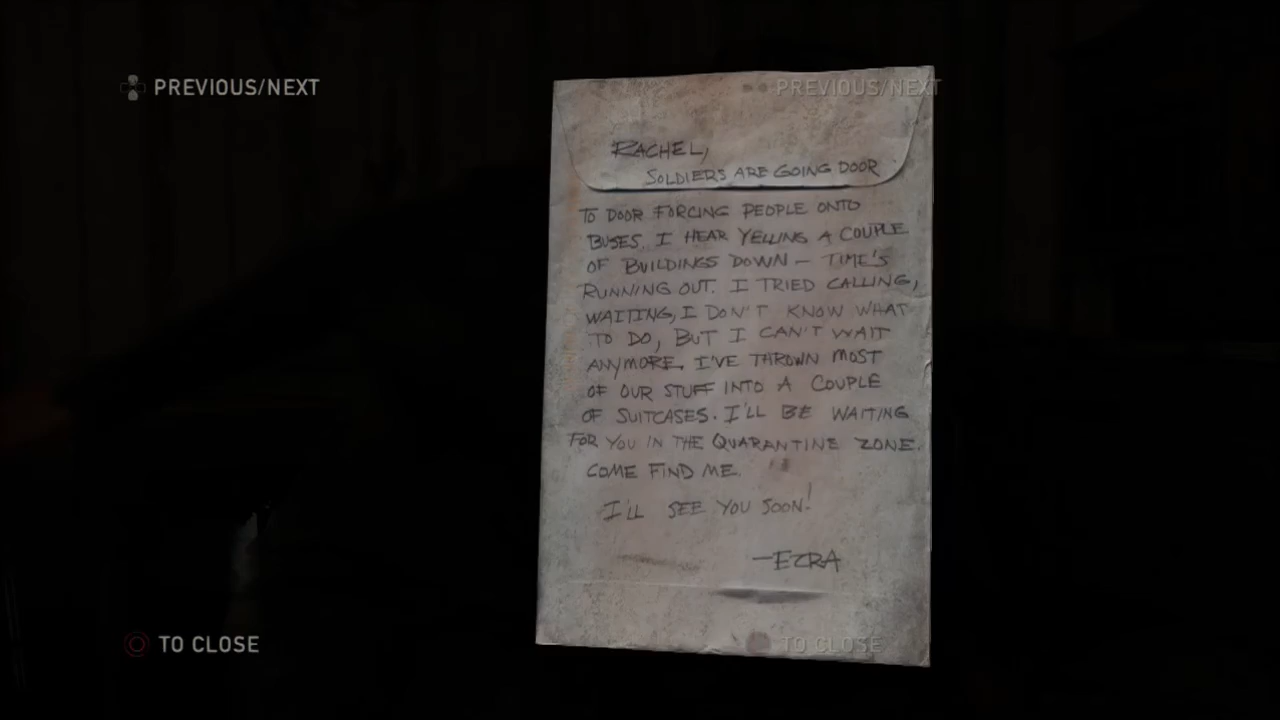 PREVIOUS/NEXT
PREVIOUS/NEXT
RACHEL,
SOLDIERS ARE GOING DOOR
TO DOOR FORCING PEOPLE ONTO
BUSES. I HEAR YELLING A COUPLE
OF BUILDINGS DOWN — TIME'S
RUNNING OUT. I TRIED CALLING,
WAITING, I DON'T KNOW WHAT
TO DO, BUT I CAN'T WAIT
ANYMORE. I'VE THROWN MOST
OF OUR STUFF INTO A COUPLE
OF SUITCASES. I'LL BE WAITING
FOR YOU IN THE QUARANTINE ZONE.
COME FIND ME.
I'LL SEE YOU SOON!
—EZRA
TO CLOSE
TO CLOSE